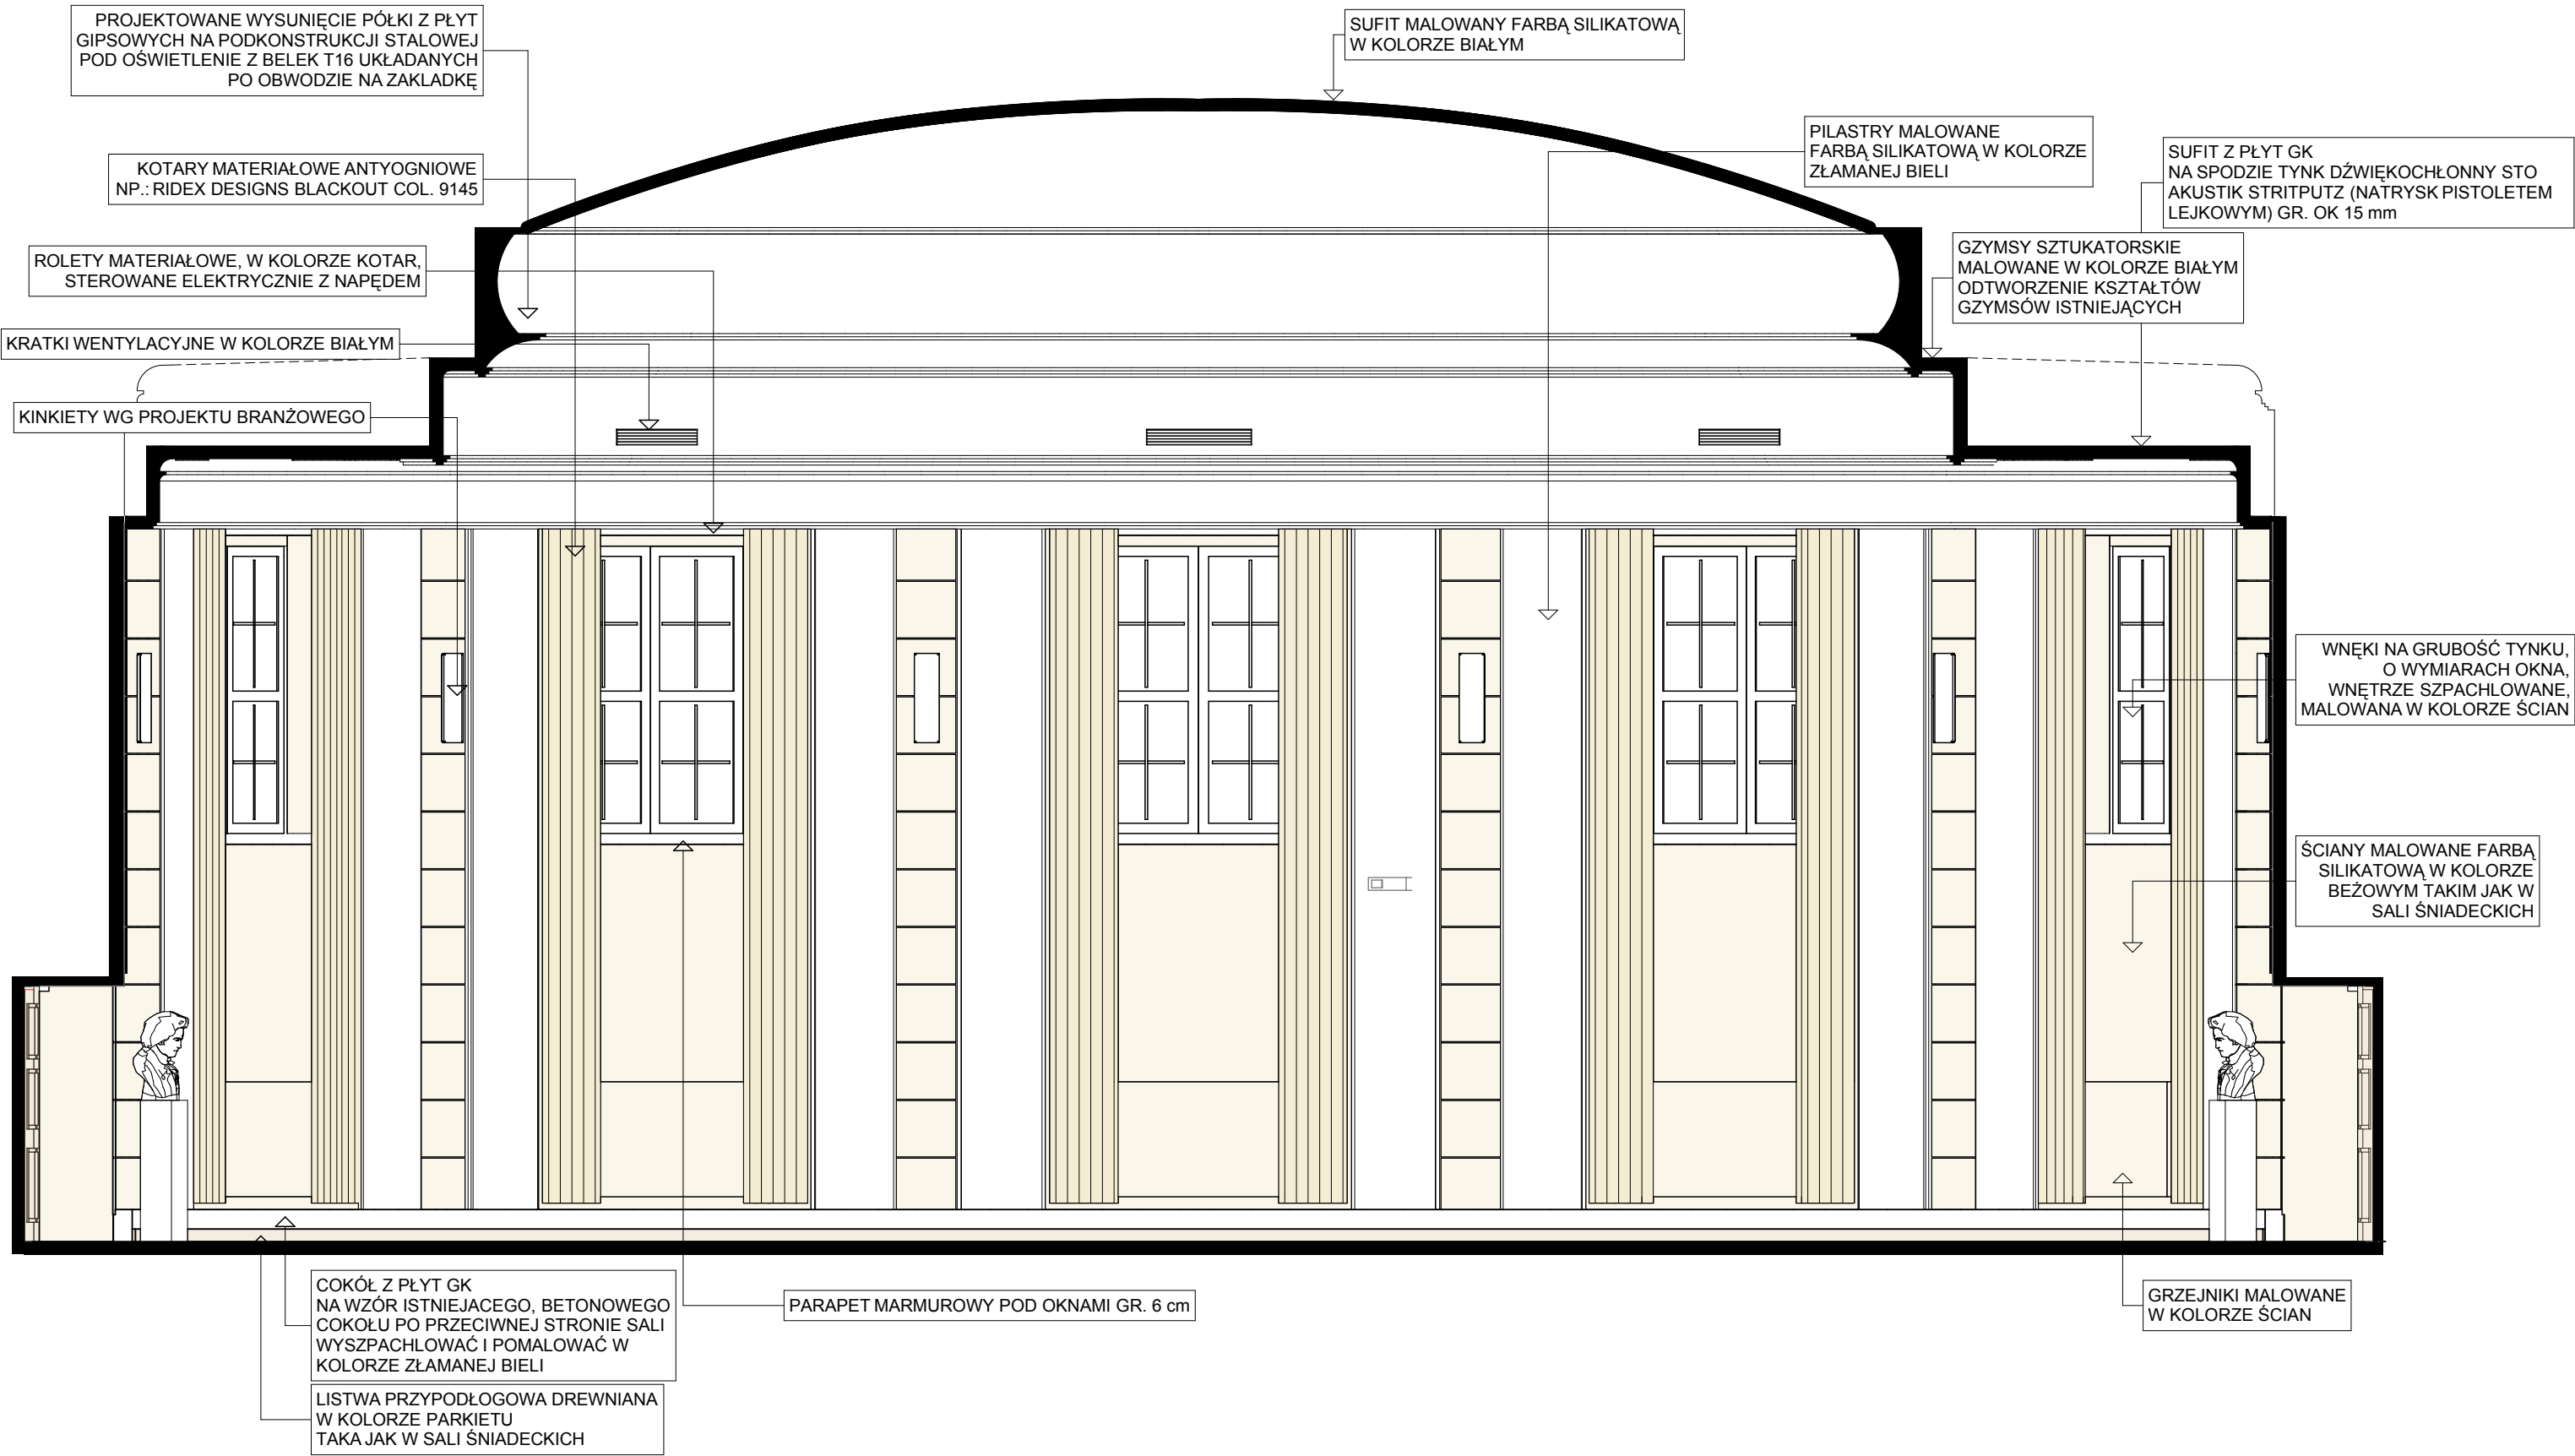 PROJEKTOWANE WYSUNIĘCIE PÓŁKI Z PŁYT
GIPSOWYCH NA PODKONSTRUKCJI STALOWEJ
POD OŚWIETLENIE Z BELEK T16 UKŁADANYCH
PO OBWODZIE NA ZAKLADKĘ
SUFIT MALOWANY FARBĄ SILIKATOWĄ
W KOLORZE BIAŁYM
PILASTRY MALOWANE
FARBĄ SILIKATOWĄ W KOLORZE
ZŁAMANEJ BIELI
SUFIT Z PŁYT GK
NA SPODZIE TYNK DŹWIĘKOCHŁONNY STO
AKUSTIK STRITPUTZ (NATRYSK PISTOLETEM
LEJKOWYM) GR. OK 15 mm
KOTARY MATERIAŁOWE ANTYOGNIOWE
NP.: RIDEX DESIGNS BLACKOUT COL. 9145
GZYMSY SZTUKATORSKIE
MALOWANE W KOLORZE BIAŁYM
ODTWORZENIE KSZTAŁTÓW
GZYMSÓW ISTNIEJĄCYCH
ROLETY MATERIAŁOWE, W KOLORZE KOTAR,
STEROWANE ELEKTRYCZNIE Z NAPĘDEM
KRATKI WENTYLACYJNE W KOLORZE BIAŁYM
KINKIETY WG PROJEKTU BRANŻOWEGO
WNĘKI NA GRUBOŚĆ TYNKU,
O WYMIARACH OKNA,
WNĘTRZE SZPACHLOWANE,
MALOWANA W KOLORZE ŚCIAN
ŚCIANY MALOWANE FARBĄ
SILIKATOWĄ W KOLORZE
BEŻOWYM TAKIM JAK W
SALI ŚNIADECKICH
COKÓŁ Z PŁYT GK
NA WZÓR ISTNIEJACEGO, BETONOWEGO
COKOŁU PO PRZECIWNEJ STRONIE SALI
WYSZPACHLOWAĆ I POMALOWAĆ W
KOLORZE ZŁAMANEJ BIELI
PARAPET MARMUROWY POD OKNAMI GR. 6 cm
GRZEJNIKI MALOWANE
W KOLORZE ŚCIAN
LISTWA PRZYPODŁOGOWA DREWNIANA
W KOLORZE PARKIETU
TAKA JAK W SALI ŚNIADECKICH